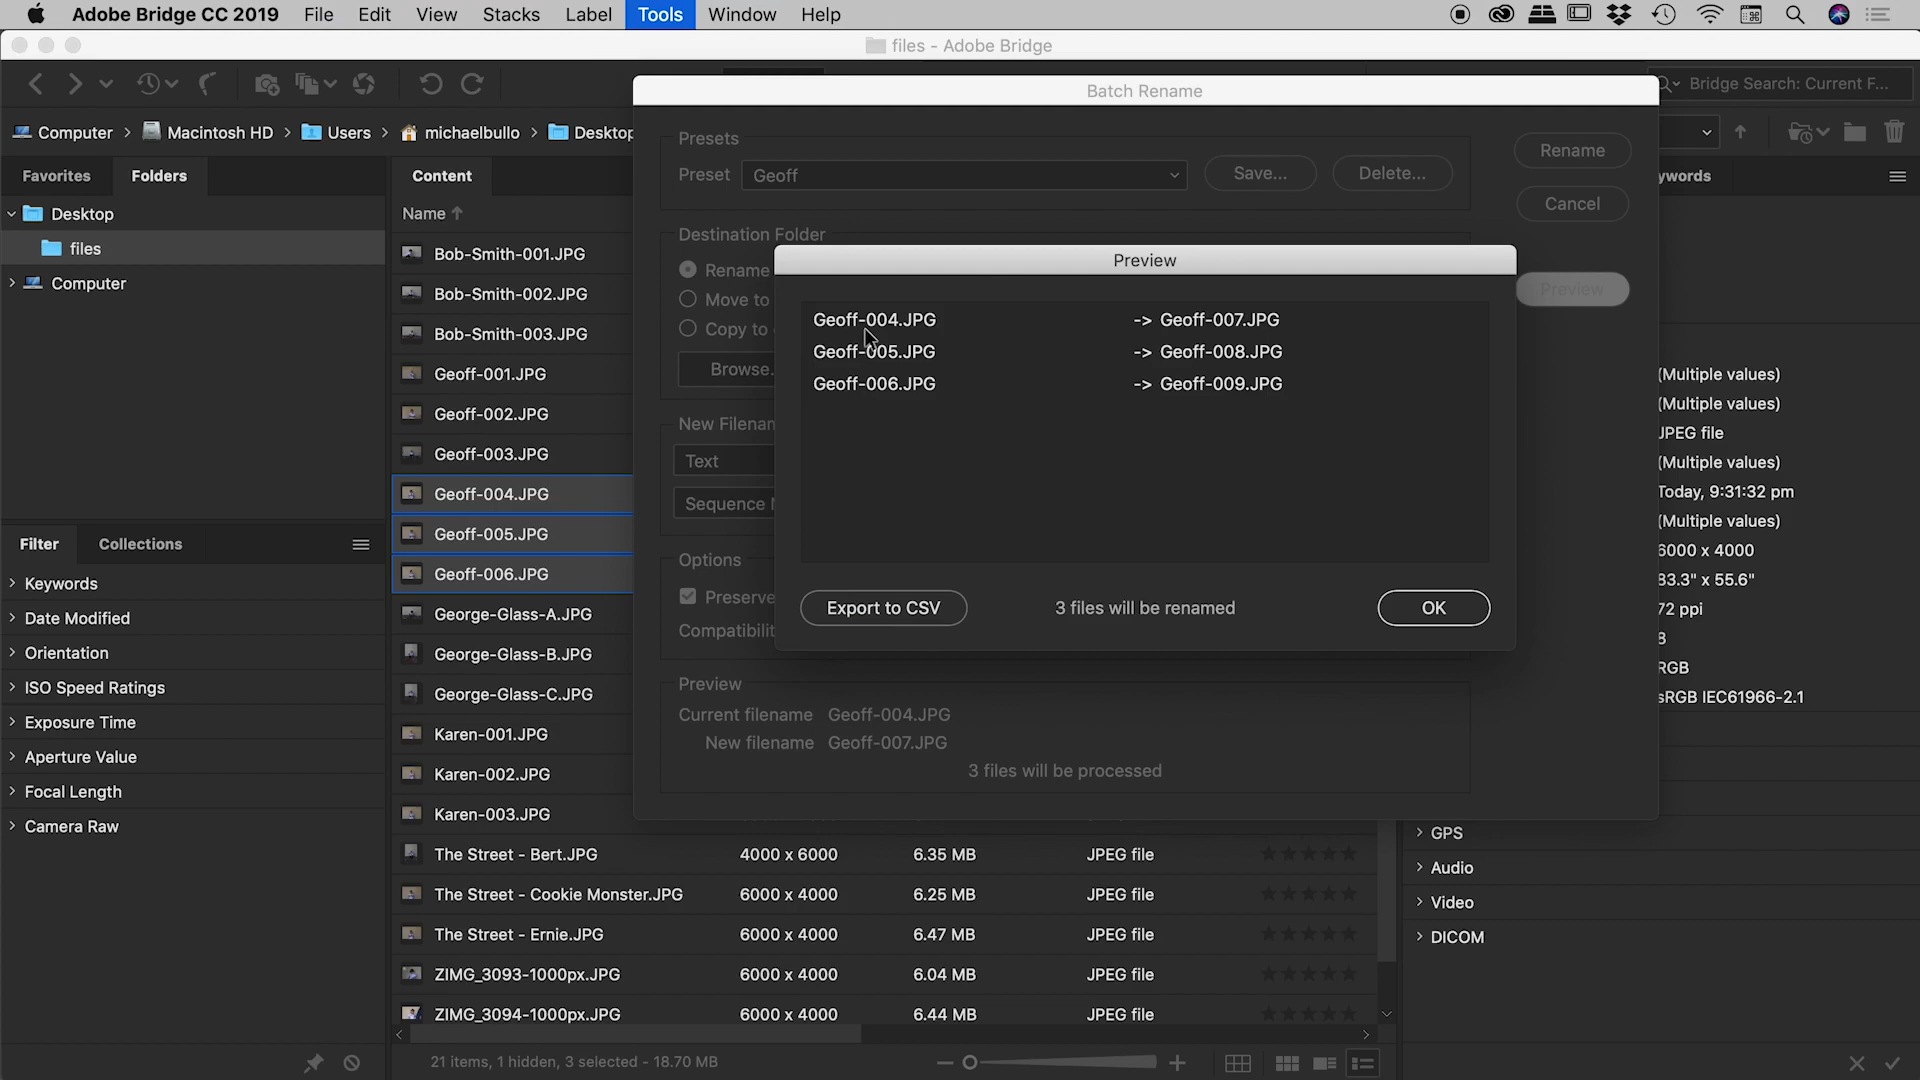 Adobe Bridge CC 2019 File Edit View Stacks Label Tools Window Help
files - Adobe Bridge
Bridge Search: Current F...
Computer > Macintosh HD > Users > michaelbullo > Desktop
Favorites Folders
Desktop
files
Computer
Filter Collections
Keywords
Date Modified
Orientation
ISO Speed Ratings
Exposure Time
Aperture Value
Focal Length
Camera Raw
Content
Name
Bob-Smith-001.JPG
Bob-Smith-002.JPG
Bob-Smith-003.JPG
Geoff-001.JPG
Geoff-002.JPG
Geoff-003.JPG
Geoff-004.JPG
Geoff-005.JPG
Geoff-006.JPG
George-Glass-A.JPG
George-Glass-B.JPG
George-Glass-C.JPG
Karen-001.JPG
Karen-002.JPG
Karen-003.JPG
The Street - Bert.JPG 4000 x 6000 6.35 MB JPEG file
The Street - Cookie Monster.JPG 6000 x 4000 6.25 MB JPEG file
The Street - Ernie.JPG 6000 x 4000 6.47 MB JPEG file
ZIMG_3093-1000px.JPG 6000 x 4000 6.04 MB JPEG file
ZIMG_3094-1000px.JPG 6000 x 4000 6.44 MB JPEG file
21 items, 1 hidden, 3 selected - 18.70 MB
Batch Rename
Presets
Preset Geoff Save... Delete...
Rename
Cancel
Preview
Destination Folder
Rename
Move to
Copy to
Browse.
New Filenam
Text
Sequence N
Options
Preserve
Compatibilit
Preview
Geoff-004.JPG -> Geoff-007.JPG
Geoff-005.JPG -> Geoff-008.JPG
Geoff-006.JPG -> Geoff-009.JPG
Export to CSV 3 files will be renamed OK
Preview
Current filename Geoff-004.JPG
New filename Geoff-007.JPG
3 files will be processed
ywords
(Multiple values)
(Multiple values)
JPEG file
(Multiple values)
Today, 9:31:32 pm
(Multiple values)
6000 x 4000
83.3" x 55.6"
72 ppi
8
RGB
sRGB IEC61966-2.1
GPS
Audio
Video
DICOM